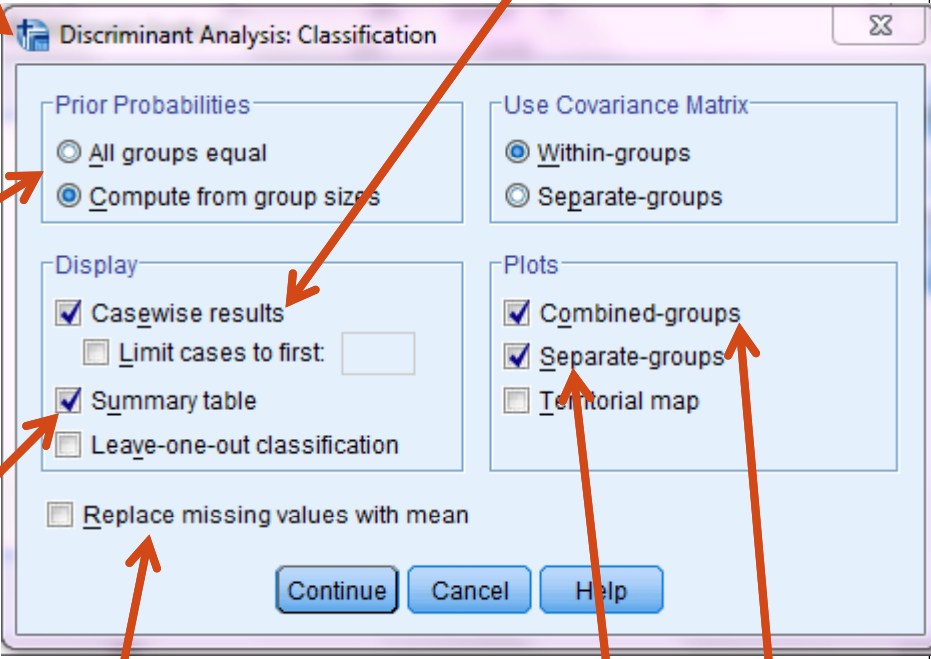 Discriminant Analysis: Classification
Prior Probabilities
All groups equal
Compute from group sizes
Use Covariance Matrix
Within-groups
Separate-groups
Display
Casewise results
Limit cases to first:
Summary table
Leave-one-out classification
Plots
Combined-groups
Separate-groups
Territorial map
Replace missing values with mean
Continue
Cancel
Help